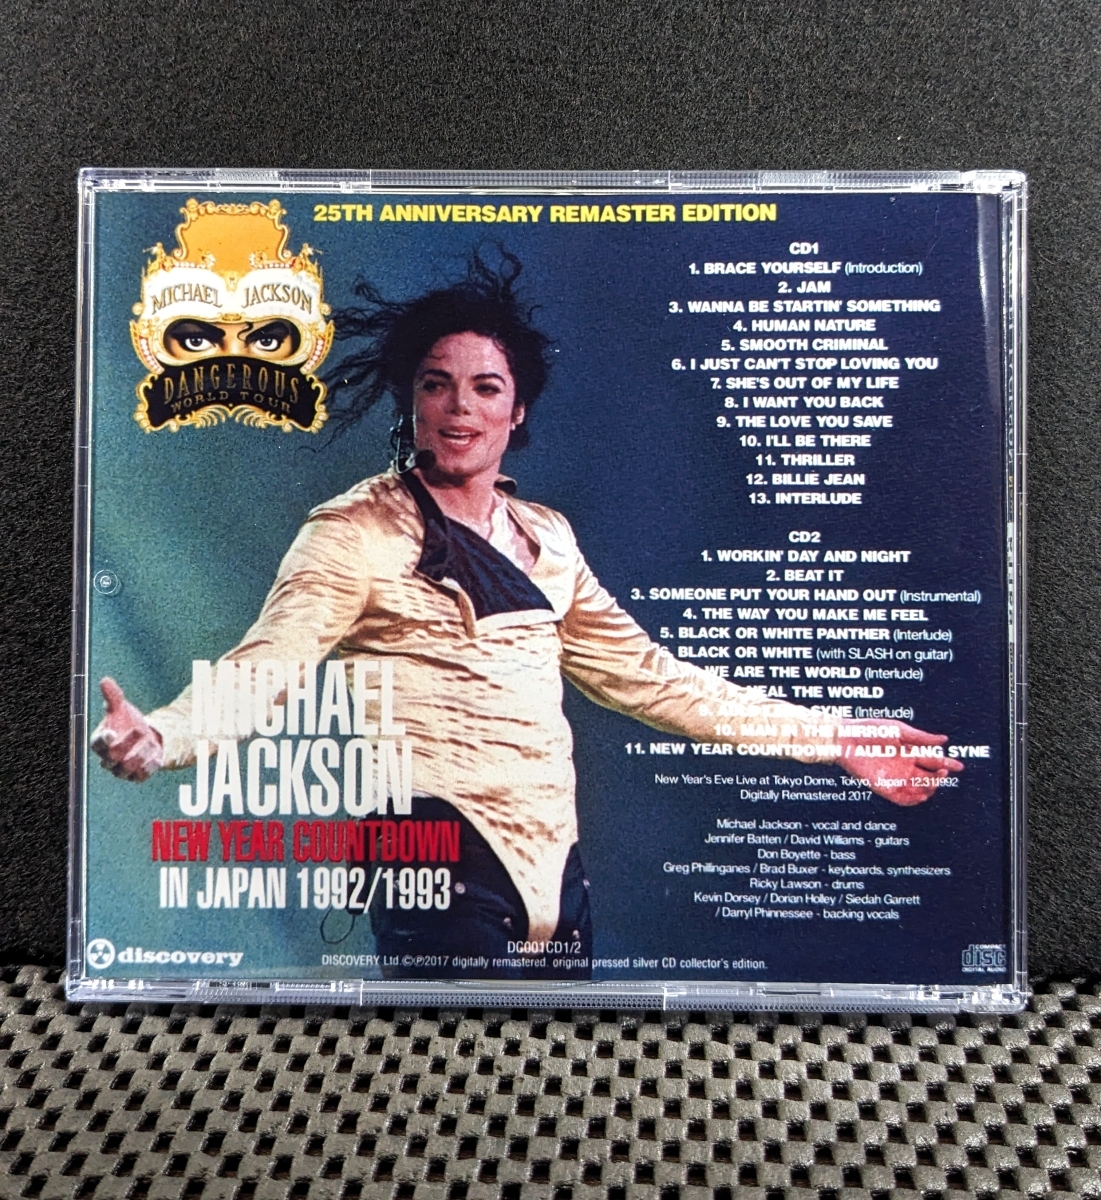 25TH ANNIVERSARY REMASTER EDITION
MICHAEL JACKSON
DANGEROUS
WORLD TOUR
CD1
1. BRACE YOURSELF (Introduction)
2. JAM
3. WANNA BE STARTIN' SOMETHING
4. HUMAN NATURE
5. SMOOTH CRIMINAL
6. I JUST CAN'T STOP LOVING YOU
7. SHE'S OUT OF MY LIFE
8. I WANT YOU BACK
9. THE LOVE YOU SAVE
10. I'LL BE THERE
11. THRILLER
12. BILLIE JEAN
13. INTERLUDE
CD2
1. WORKIN' DAY AND NIGHT
2. BEAT IT
3. SOMEONE PUT YOUR HAND OUT (Instrumental)
4. THE WAY YOU MAKE ME FEEL
5. BLACK OR WHITE PANTHER (Interlude)
6. BLACK OR WHITE (with SLASH on guitar)
WE ARE THE WORLD (Interlude)
HEAL THE WORLD
9. AULD LANG SYNE (Interlude)
10. MAN IN THE MIRROR
11. NEW YEAR COUNTDOWN / AULD LANG SYNE
New Year's Eve Live at Tokyo Dome, Tokyo, Japan 12.311992
Digitally Remastered 2017
Michael Jackson - vocal and dance
Jennifer Batten / David Williams - guitars
Don Boyette - bass
Greg Phillinganes / Brad Buxer - keyboards, synthesizers
Ricky Lawson - drums
Kevin Dorsey / Dorian Holley / Siedah Garrett
/ Darryl Phinnessee - backing vocals
MICHAEL
JACKSON
NEW YEAR COUNTDOWN
IN JAPAN 1992/1993
discovery
DG001CD1/2
DISCOVERY Ltd.©℗2017 digitally remastered. original pressed silver CD collector's edition.
COMPACT
disc
DIGITAL AUDIO